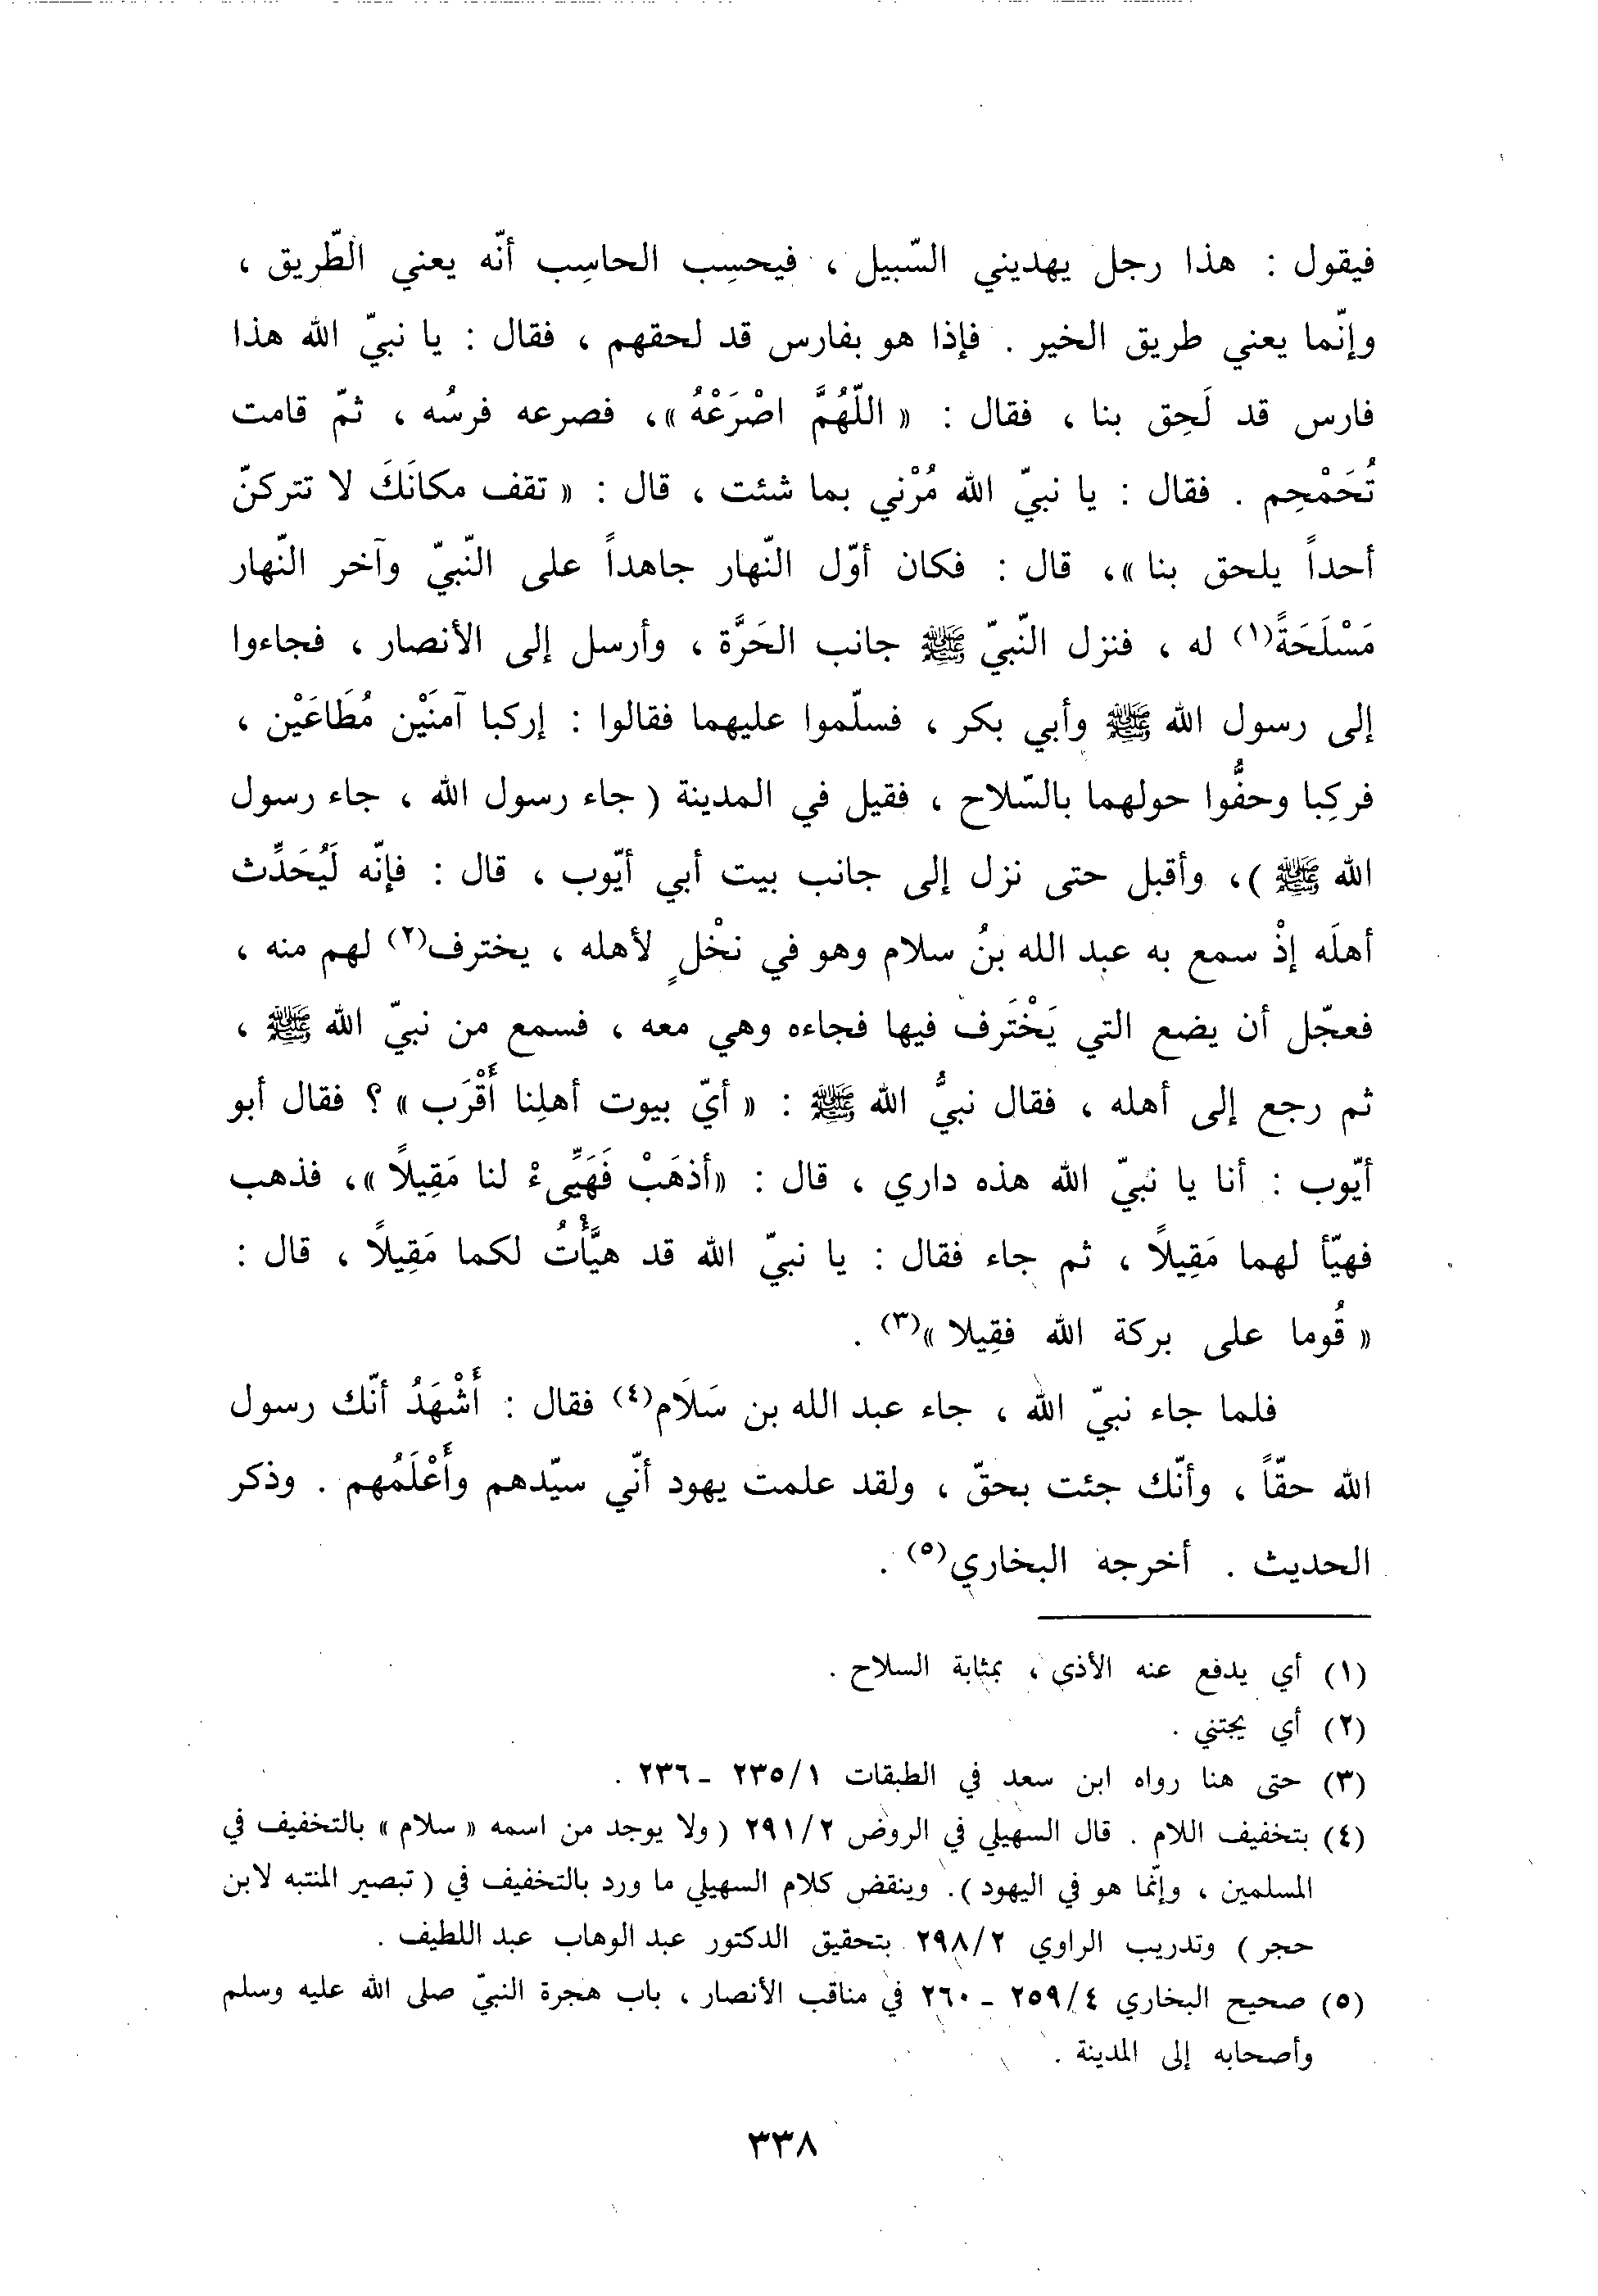 فيقول : هذا رجل يهديني السّبيل ، فيحسِب الحاسِب أنّه يعني الطّريق ،
وإنّما يعني طريق الخير . فإذا هو بفارس قد لحقهم ، فقال : يا نبيّ الله هذا
فارس قد لَحِق بنا ، فقال : « اللّهُمَّ اصْرَعْهُ »، فصرعه فرسُه ، ثمّ قامت
تُحَمْحِم . فقال : يا نبيّ الله مُرْني بما شئت ، قال : « تقف مكانَكَ لا تتركنّ
أحداً يلحق بنا »، قال : فكان أوّل النّهار جاهداً على النّبيّ وآخر النّهار
مَسْلَحَةً(١) له ، فنزل النّبيّ ﷺ جانب الحَرَّة ، وأرسل إلى الأنصار ، فجاءوا
إلى رسول الله ﷺ وأبي بكر ، فسلّموا عليهما فقالوا : إركبا آمنَيْن مُطَاعَيْن ،
فركِبا وحفُّوا حولهما بالسّلاح ، فقيل في المدينة ( جاء رسول الله ، جاء رسول
الله ﷺ )، وأقبل حتى نزل إلى جانب بيت أبي أيّوب ، قال : فإنّه لَيُحَدِّث
أهلَه إذْ سمع به عبد الله بنُ سلام وهو في نخْلٍ لأهله ، يخترف(٢) لهم منه ،
فعجّل أن يضع التي يَخْتَرف فيها فجاءه وهي معه ، فسمع من نبيّ الله ﷺ ،
ثم رجع إلى أهله ، فقال نبيُّ الله ﷺ : « أيّ بيوت أهلِنا أَقْرَب » ؟ فقال أبو
أيّوب : أنا يا نبيّ الله هذه داري ، قال : «أذهَبْ فَهَيِّىءْ لنا مَقِيلاً »، فذهب
فهيّأ لهما مَقِيلاً ، ثم جاء فقال : يا نبيّ الله قد هيَّأْتُ لكما مَقِيلاً ، قال :
« قُوما على بركة الله فقِيلا »(٣) .
فلما جاء نبيّ الله ، جاء عبد الله بن سَلَام(٤) فقال : أَشْهَدُ أنّك رسول
الله حقّاً ، وأنّك جئت بحقّ ، ولقد علمت يهود أنّي سيّدهم وأَعْلَمُهم . وذكر
الحديث . أخرجه البخاري(٥) .
(١) أي يدفع عنه الأذى ، بمثابة السلاح .
(٢) أي يجتني .
(٣) حتى هنا رواه ابن سعد في الطبقات ٢٣٥/١ ـ ٢٣٦ .
(٤) بتخفيف اللام . قال السهيلي في الروض ٢٩١/٢ ( ولا يوجد من اسمه « سلام » بالتخفيف في
المسلمين ، وإنّما هو في اليهود ). وينقض كلام السهيلي ما ورد بالتخفيف في ( تبصير المنتبه لابن
حجر ) وتدريب الراوي ٢٩٨/٢ بتحقيق الدكتور عبد الوهاب عبد اللطيف .
(٥) صحيح البخاري ٢٥٩/٤ ـ ٢٦٠ في مناقب الأنصار ، باب هجرة النبيّ صلى الله عليه وسلم
وأصحابه إلى المدينة .
٣٣٨